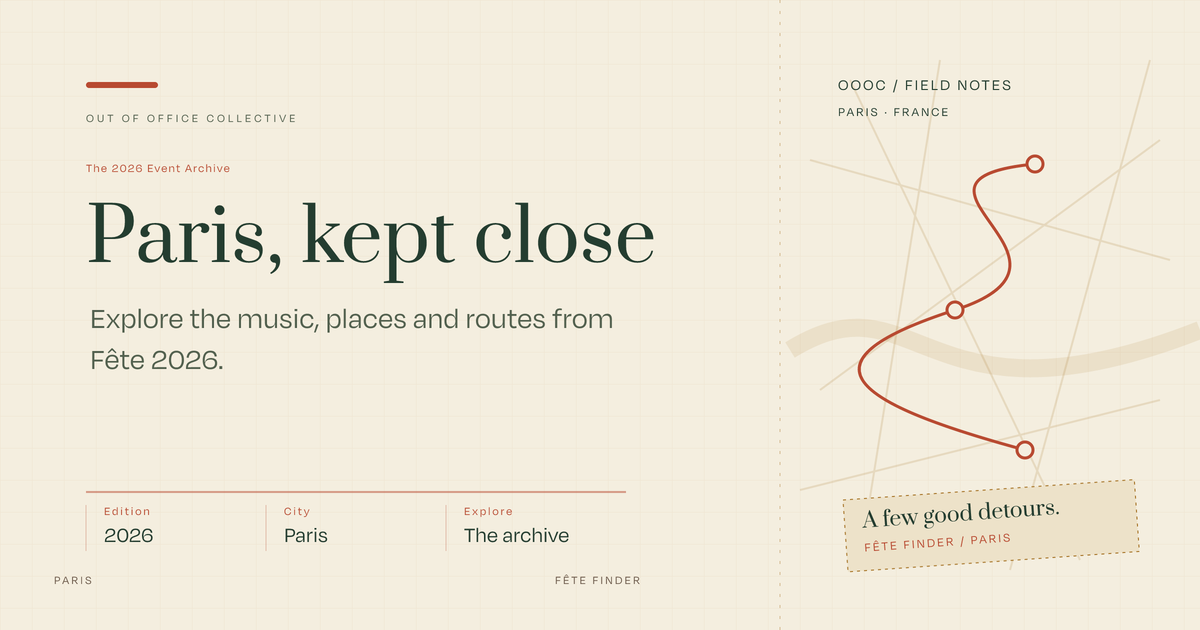 OUT OF OFFICE COLLECTIVE
The 2026 Event Archive
Paris, kept close
Explore the music, places and routes from
Fête 2026.
Edition
2026
City
Paris
Explore
The archive
PARIS
FÊTE FINDER
OOOC / FIELD NOTES
PARIS · FRANCE
A few good detours.
FÊTE FINDER / PARIS